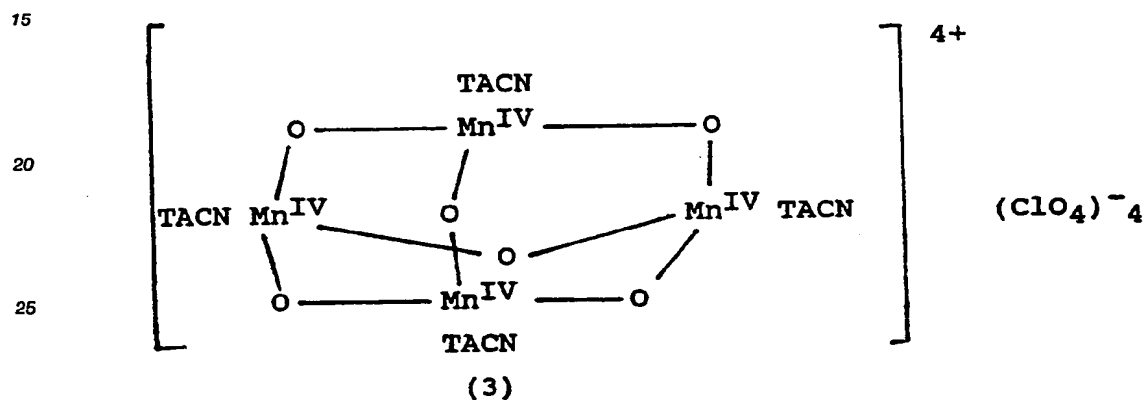 15
4+
TACN
O Mn^IV O
20
TACN Mn^IV O Mn^IV TACN (ClO4)^-4
O
25
O Mn^IV O
TACN
(3)